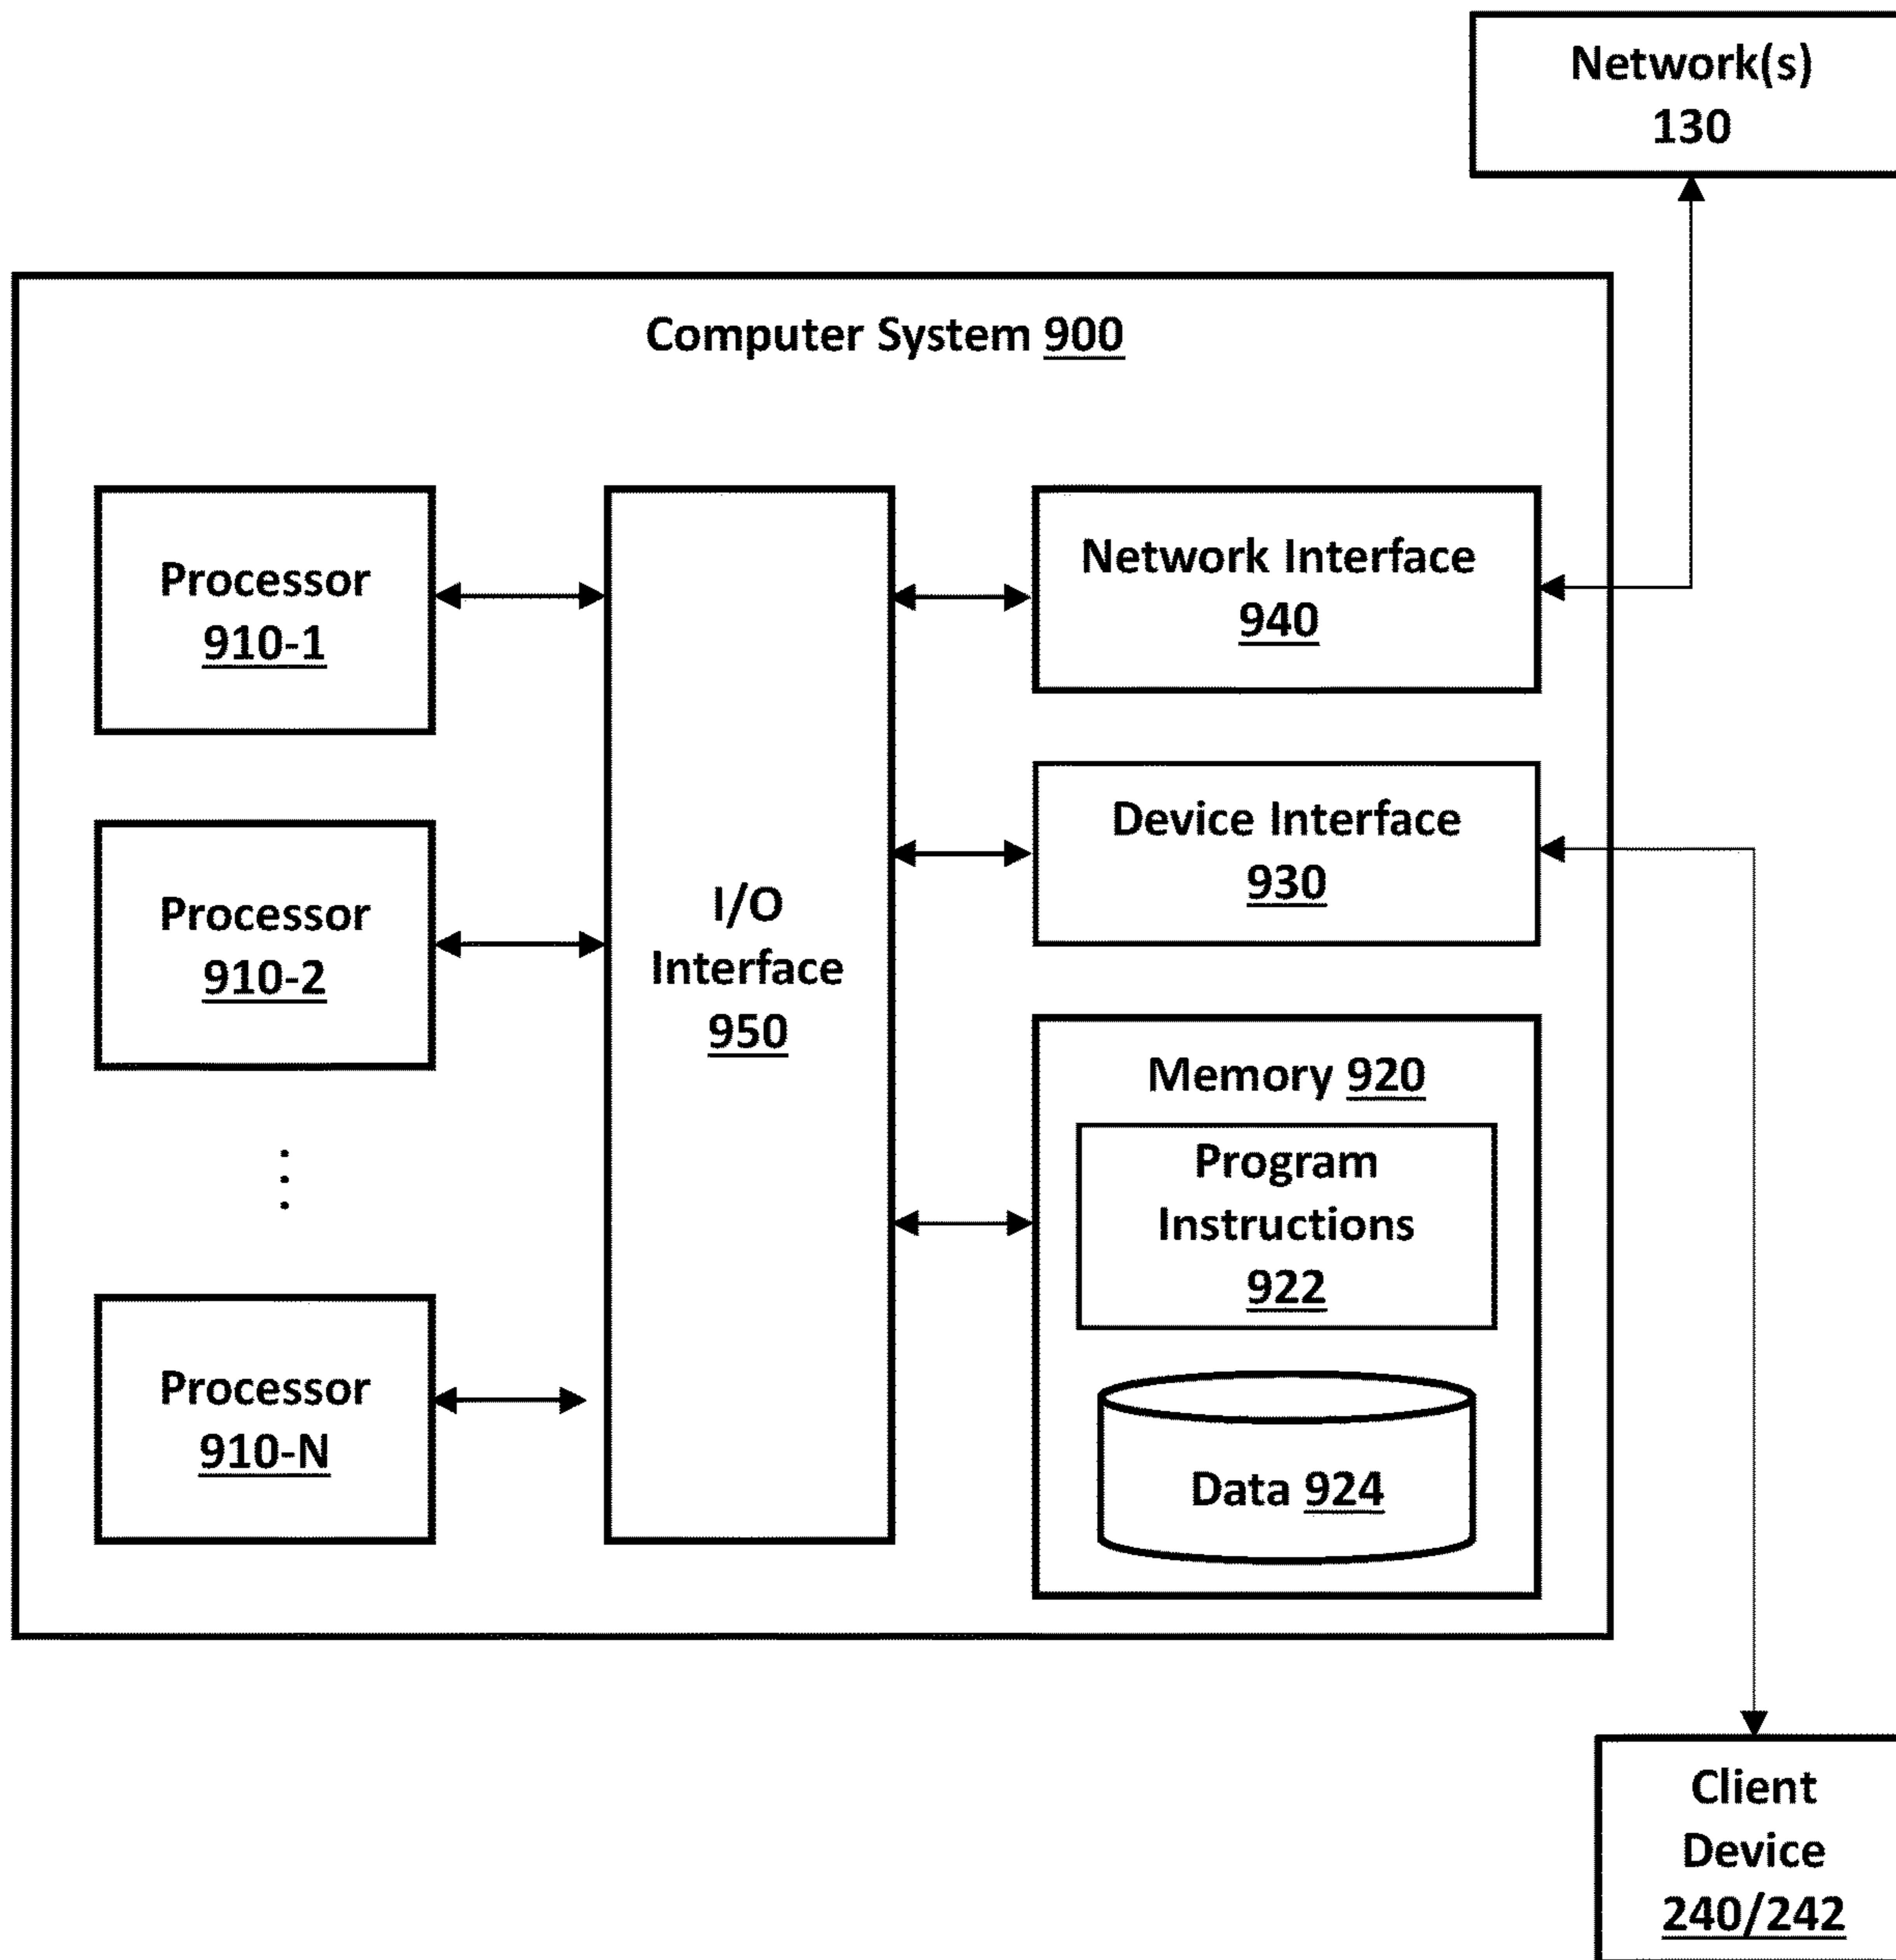 Network(s)
130
Computer System 900
Processor
910-1
Network Interface
940
Device Interface
930
Processor
910-2
I/O
Interface
950
Memory 920
Program
Instructions
922
Processor
910-N
Data 924
Client
Device
240/242